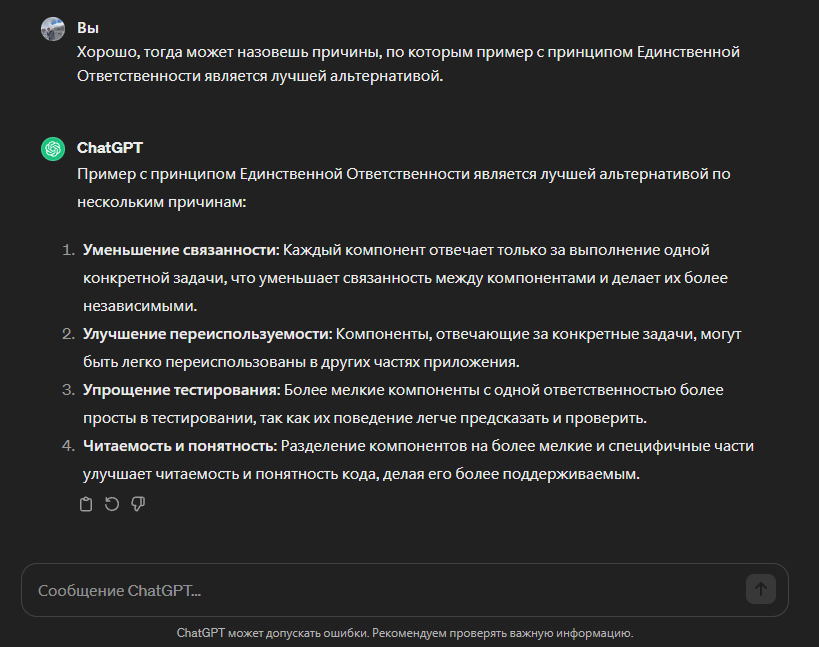 Вы
Хорошо, тогда может назовешь причины, по которым пример с принципом Единственной
Ответственности является лучшей альтернативой.
ChatGPT
Пример с принципом Единственной Ответственности является лучшей альтернативой по
нескольким причинам:
1. Уменьшение связанности: Каждый компонент отвечает только за выполнение одной
конкретной задачи, что уменьшает связанность между компонентами и делает их более
независимыми.
2. Улучшение переиспользуемости: Компоненты, отвечающие за конкретные задачи, могут
быть легко переиспользованы в других частях приложения.
3. Упрощение тестирования: Более мелкие компоненты с одной ответственностью более
просты в тестировании, так как их поведение легче предсказать и проверить.
4. Читаемость и понятность: Разделение компонентов на более мелкие и специфичные части
улучшает читаемость и понятность кода, делая его более поддерживаемым.
Сообщение ChatGPT...
ChatGPT может допускать ошибки. Рекомендуем проверять важную информацию.